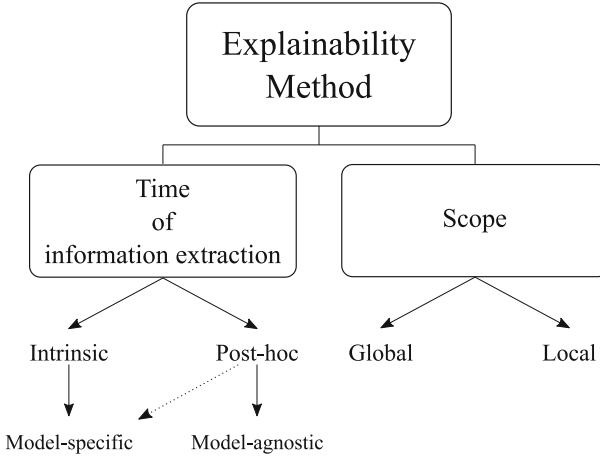 Explainability
Method
Time
of
information extraction
Scope
Intrinsic
Post-hoc
Global
Local
Model-specific
Model-agnostic